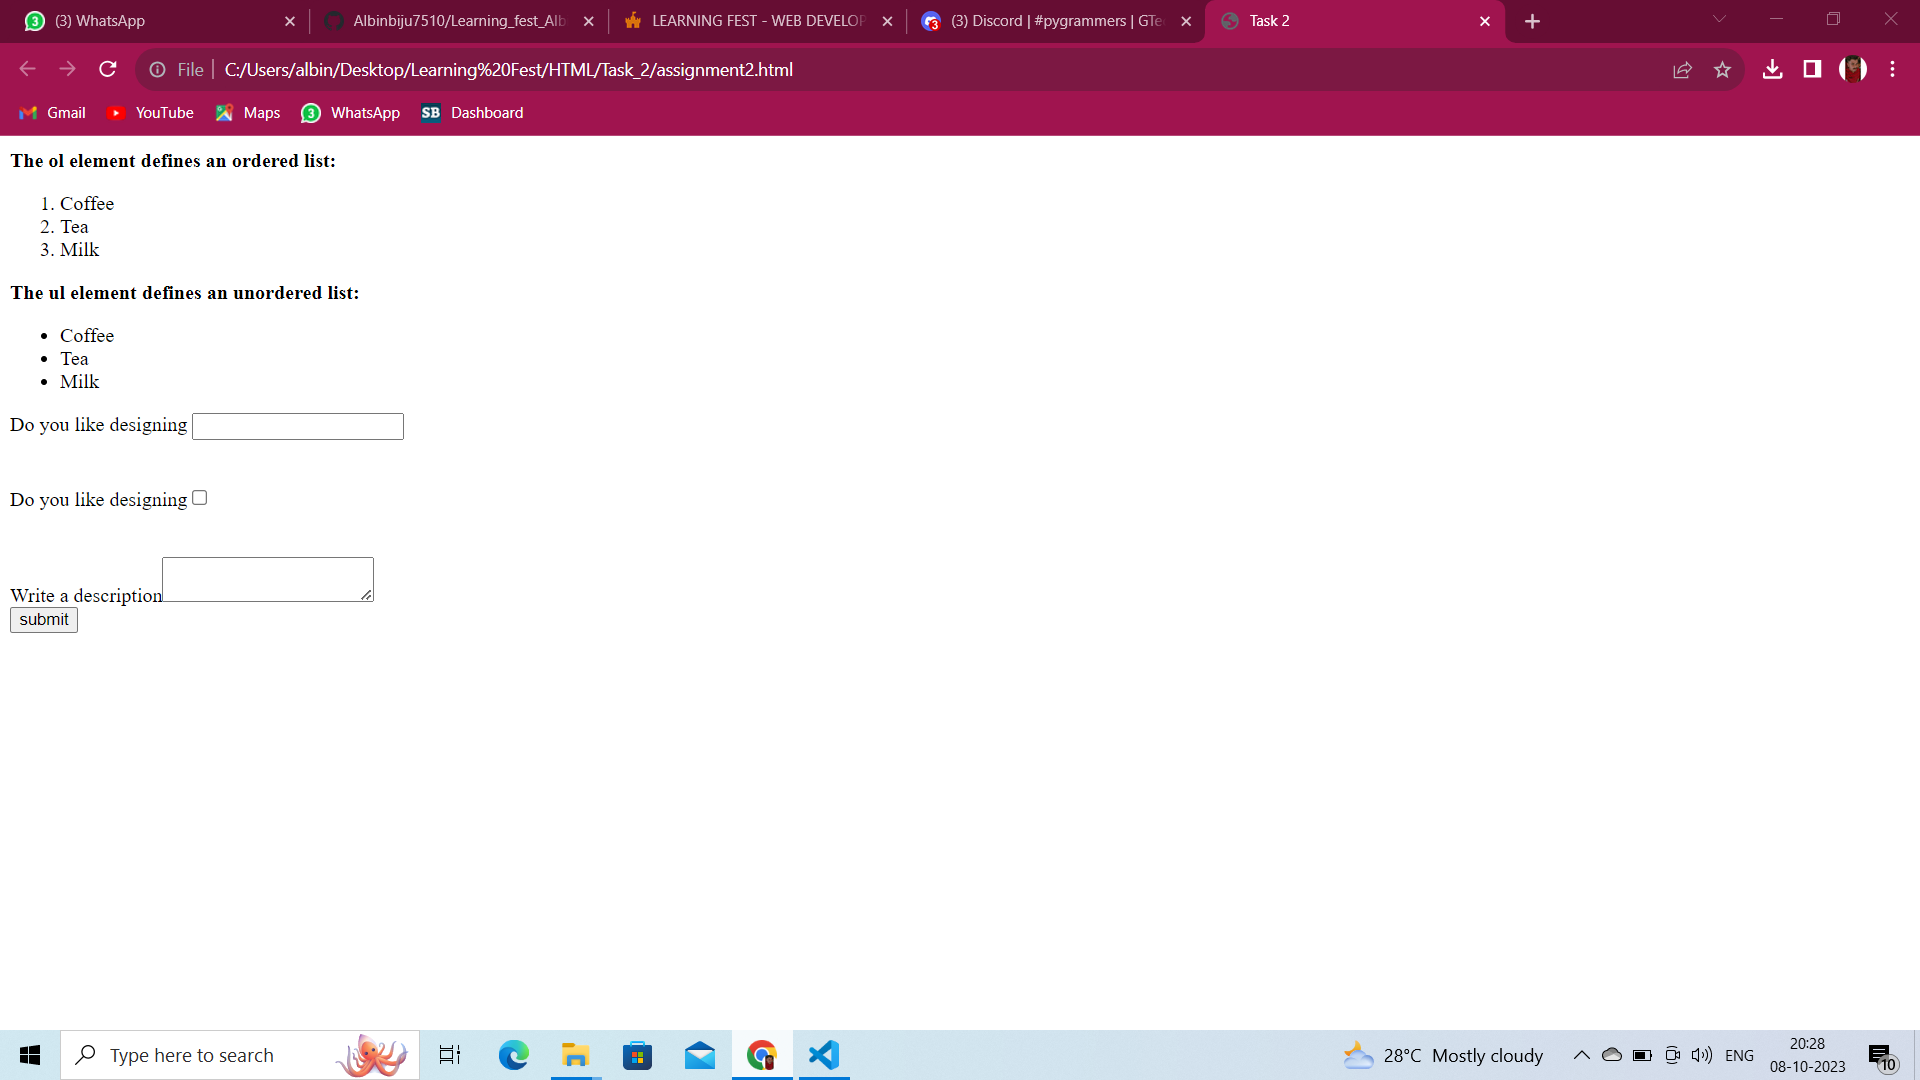 3 (3) WhatsApp
Albinbiju7510/Learning_fest_Alb
LEARNING FEST - WEB DEVELOP
3 (3) Discord | #pygrammers | GTe
Task 2
File | C:/Users/albin/Desktop/Learning%20Fest/HTML/Task_2/assignment2.html
Gmail
YouTube
Maps
3 WhatsApp
SB Dashboard
The ol element defines an ordered list:
1. Coffee
2. Tea
3. Milk
The ul element defines an unordered list:
• Coffee
• Tea
• Milk
Do you like designing
Do you like designing
Write a description
submit
Type here to search
28°C Mostly cloudy
ENG
20:28
08-10-2023
10